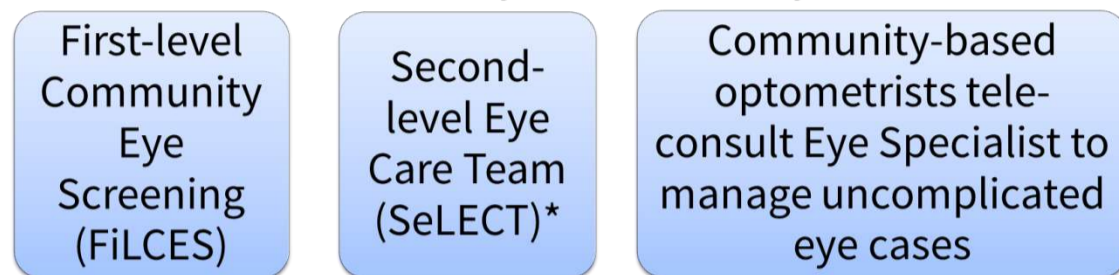 First-level
Community
Eye
Screening
(FiLCES)
Second-
level Eye
Care Team
(SeLECT)*
Community-based
optometrists tele-
consult Eye Specialist to
manage uncomplicated
eye cases